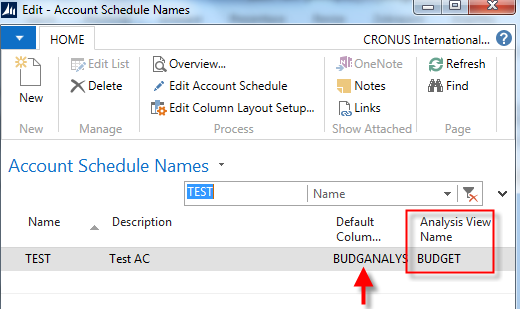 Edit - Account Schedule Names
HOME
CRONUS International...
New
Edit List
Delete
New
Manage
Overview...
Edit Account Schedule
Edit Column Layout Setup...
Process
OneNote
Notes
Links
Show Attached
Refresh
Find
Page
Account Schedule Names
TEST
Name
Name
Description
Default
Colum...
Analysis View
Name
TEST
Test AC
BUDGANALYS
BUDGET